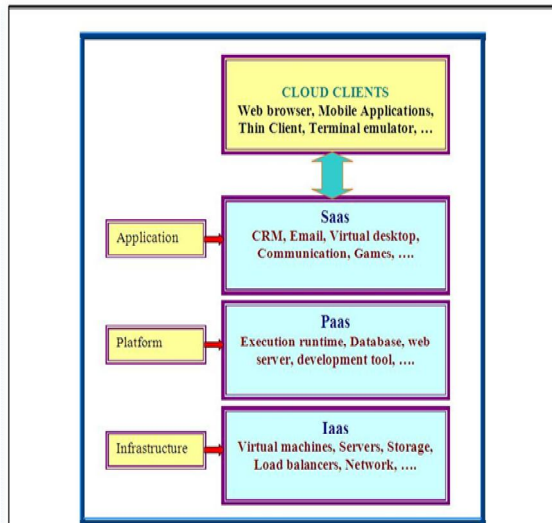 CLOUD CLIENTS
Web browser, Mobile Applications,
Thin Client, Terminal emulator, ...
Application
Saas
CRM, Email, Virtual desktop,
Communication, Games, ....
Platform
Paas
Execution runtime, Database, web
server, development tool, ....
Infrastructure
Iaas
Virtual machines, Servers, Storage,
Load balancers, Network, ....